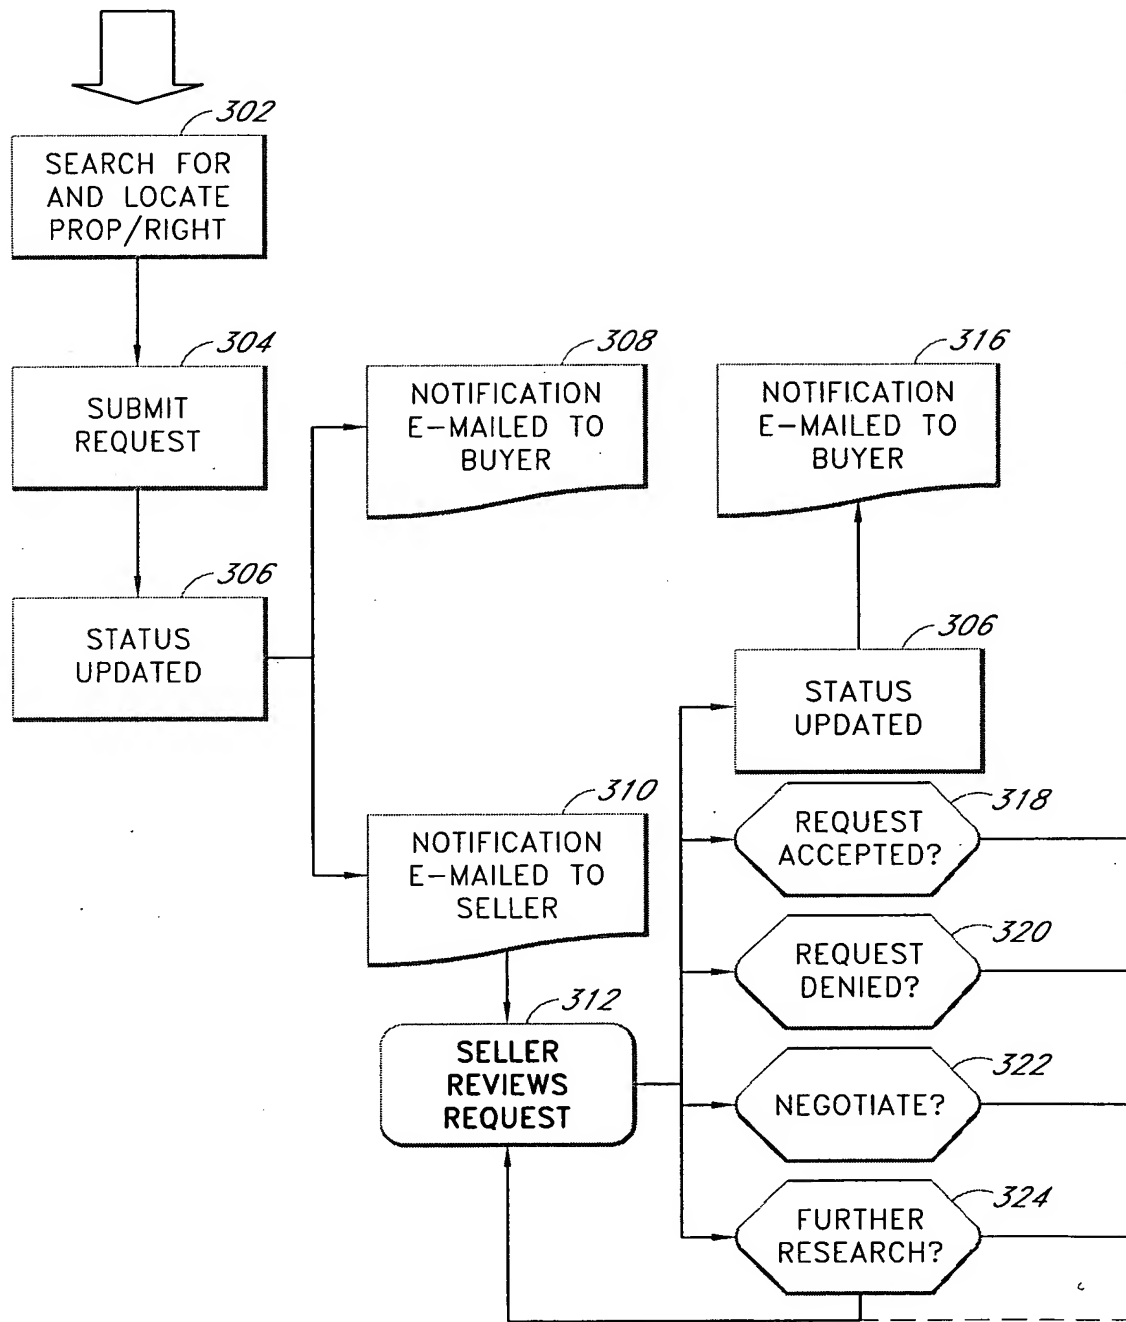 302
SEARCH FOR
AND LOCATE
PROP/RIGHT
304
SUBMIT
REQUEST
306
STATUS
UPDATED
308
NOTIFICATION
E-MAILED TO
BUYER
310
NOTIFICATION
E-MAILED TO
SELLER
312
SELLER
REVIEWS
REQUEST
316
NOTIFICATION
E-MAILED TO
BUYER
306
STATUS
UPDATED
318
REQUEST
ACCEPTED?
320
REQUEST
DENIED?
322
NEGOTIATE?
324
FURTHER
RESEARCH?